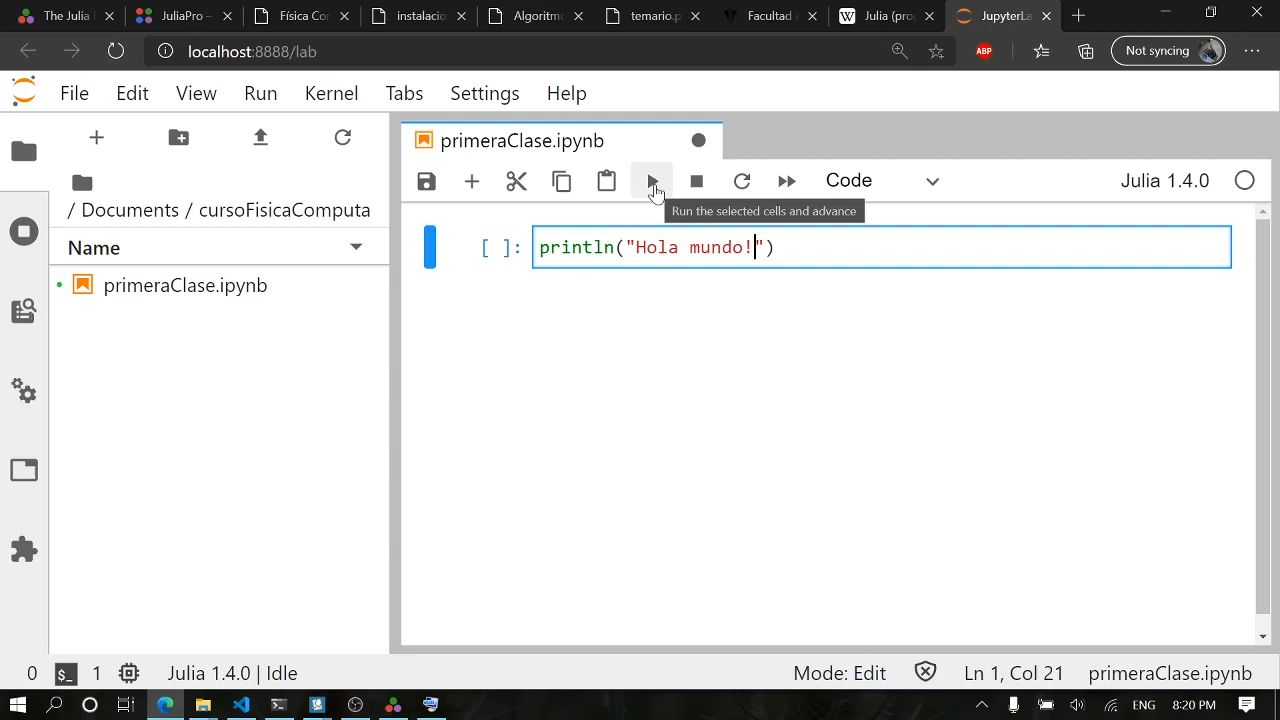 The Julia
JuliaPro –
Física Cor
instalacio
Algoritmo
temario.p
Facultad
Julia (pro
JupyterLa
localhost:8888/lab
ABP
Not syncing
File Edit View Run Kernel Tabs Settings Help
primeraClase.ipynb
Code
Julia 1.4.0
Run the selected cells and advance
/ Documents / cursoFisicaComputa
Name
primeraClase.ipynb
[ ]: println("Hola mundo!")
0 $_ 1 Julia 1.4.0 | Idle Mode: Edit Ln 1, Col 21 primeraClase.ipynb
ENG 8:20 PM